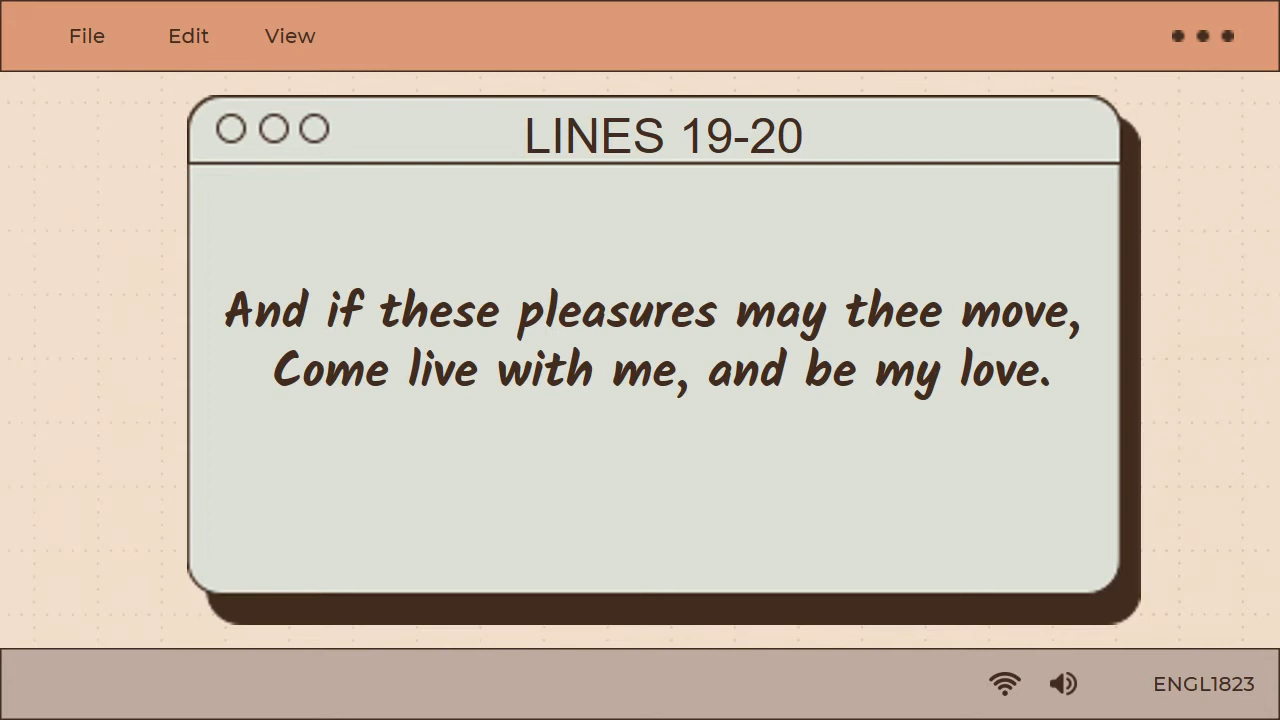 File Edit View
LINES 19-20
And if these pleasures may thee move,
Come live with me, and be my love.
ENGL1823